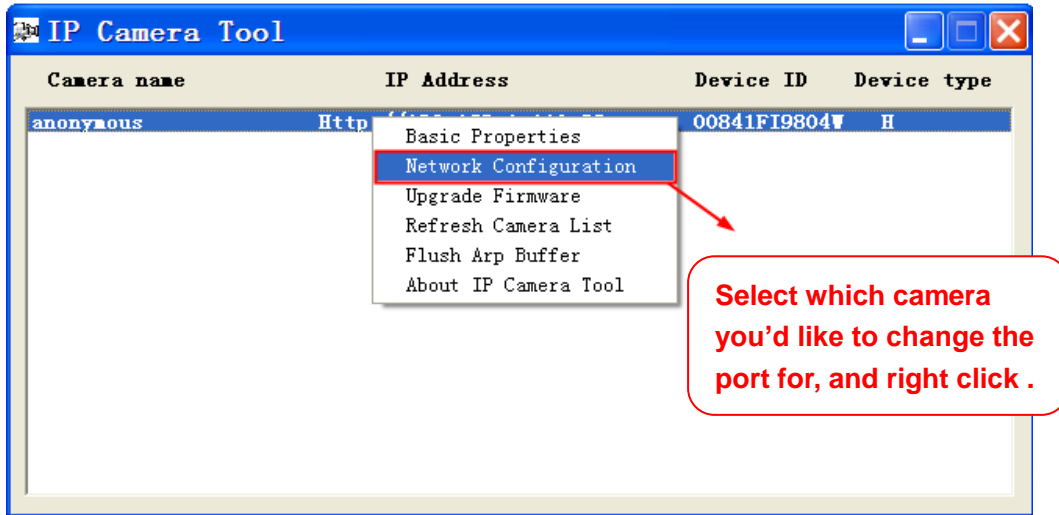 IP Camera Tool
Camera name IP Address Device ID Device type
anonymous Http 00841FI9804W H
Basic Properties
Network Configuration
Upgrade Firmware
Refresh Camera List
Flush Arp Buffer
About IP Camera Tool
Select which camera
you’d like to change the
port for, and right click .